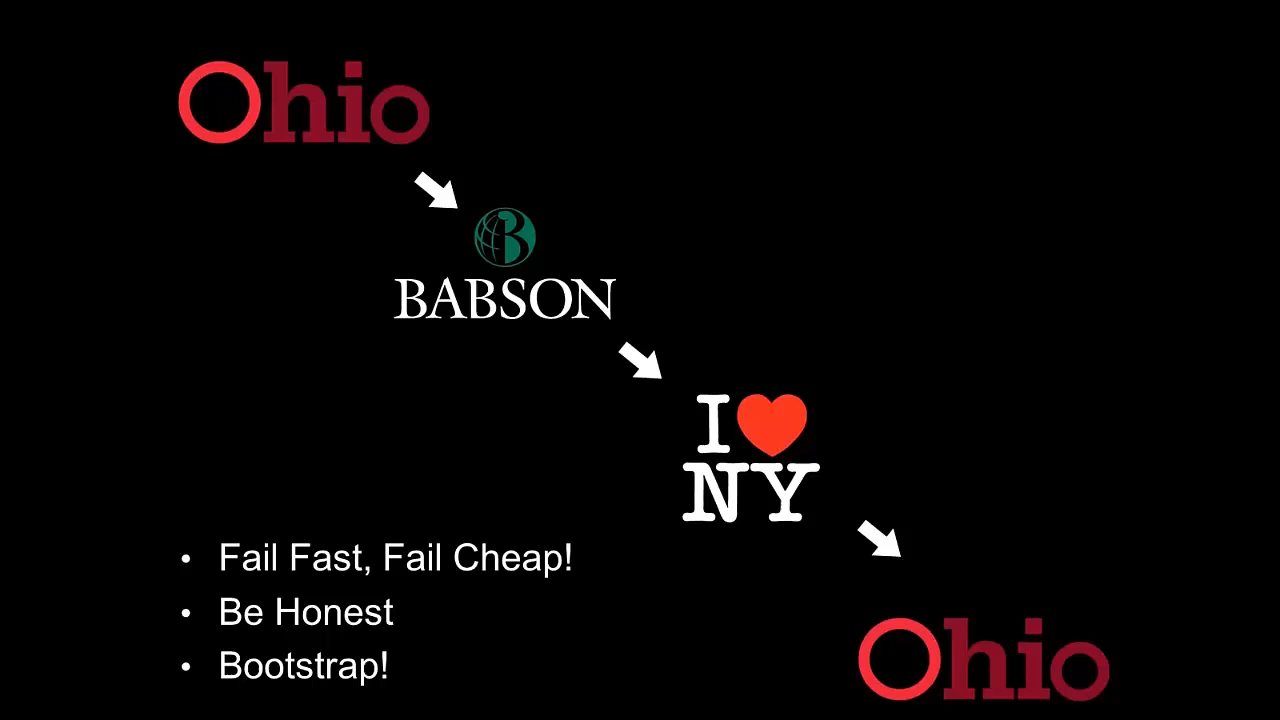 Ohio
BABSON
I ❤
NY
• Fail Fast, Fail Cheap!
• Be Honest
• Bootstrap!
Ohio